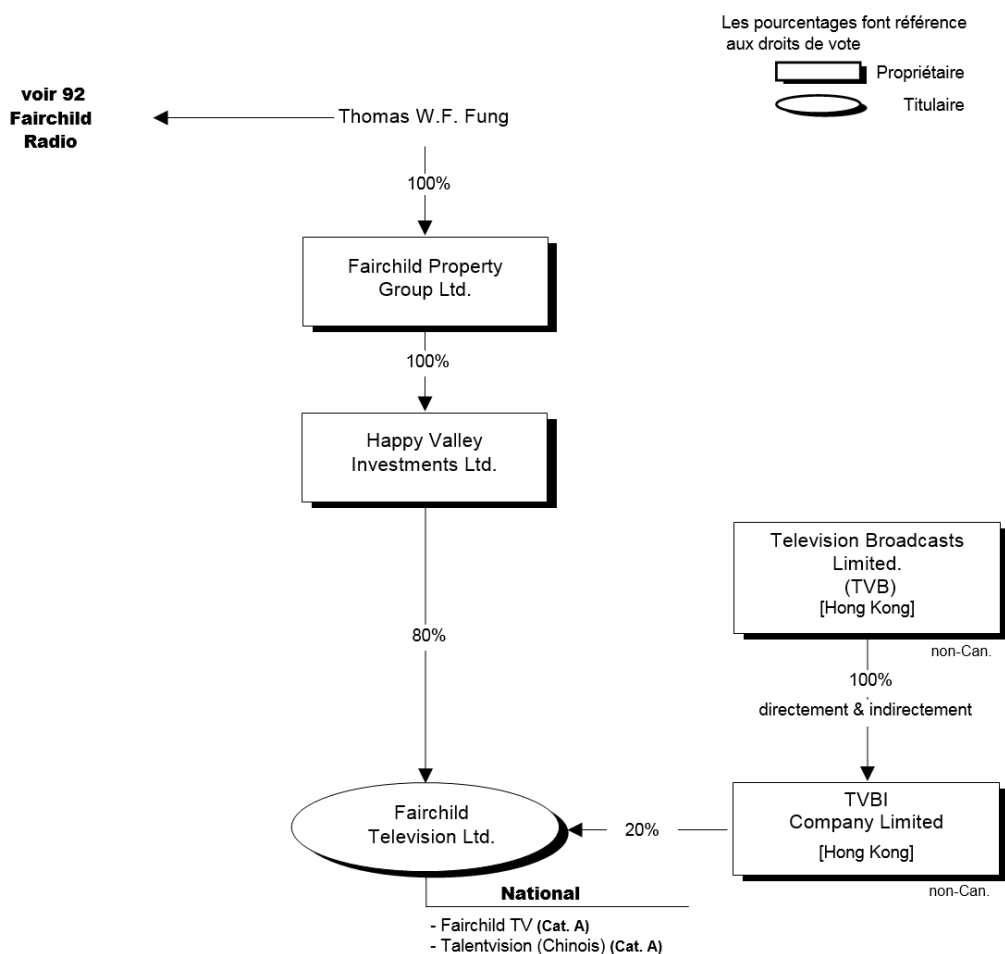 Les pourcentages font référence
aux droits de vote
Propriétaire
Titulaire
voir 92
Fairchild
Radio
Thomas W.F. Fung
100%
Fairchild Property
Group Ltd.
100%
Happy Valley
Investments Ltd.
80%
Television Broadcasts
Limited.
(TVB)
[Hong Kong]
non-Can.
100%
directement & indirectement
TVBI
Company Limited
[Hong Kong]
non-Can.
20%
Fairchild
Television Ltd.
National
- Fairchild TV (Cat. A)
- Talentvision (Chinois) (Cat. A)